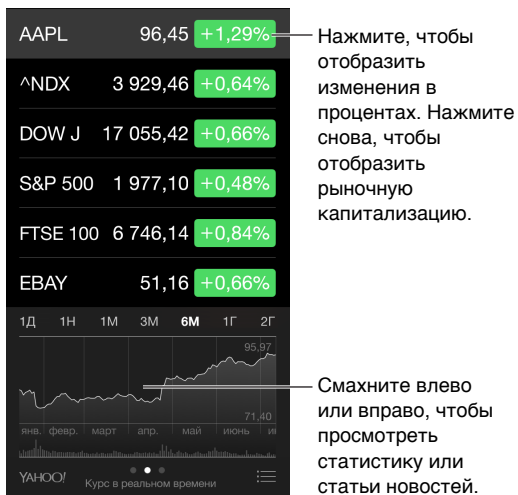 AAPL 96,45 +1,29%
^NDX 3 929,46 +0,64%
DOW J 17 055,42 +0,66%
S&P 500 1 977,10 +0,48%
FTSE 100 6 746,14 +0,84%
EBAY 51,16 +0,66%
1Д 1Н 1М 3М 6М 1Г 2Г
95,97
71,40
янв. февр. март апр. май июнь и
YAHOO!
Курс в реальном времени
Нажмите, чтобы
отобразить
изменения в
процентах. Нажмите
снова, чтобы
отобразить
рыночную
капитализацию.
Смахните влево
или вправо, чтобы
просмотреть
статистику или
статьи новостей.